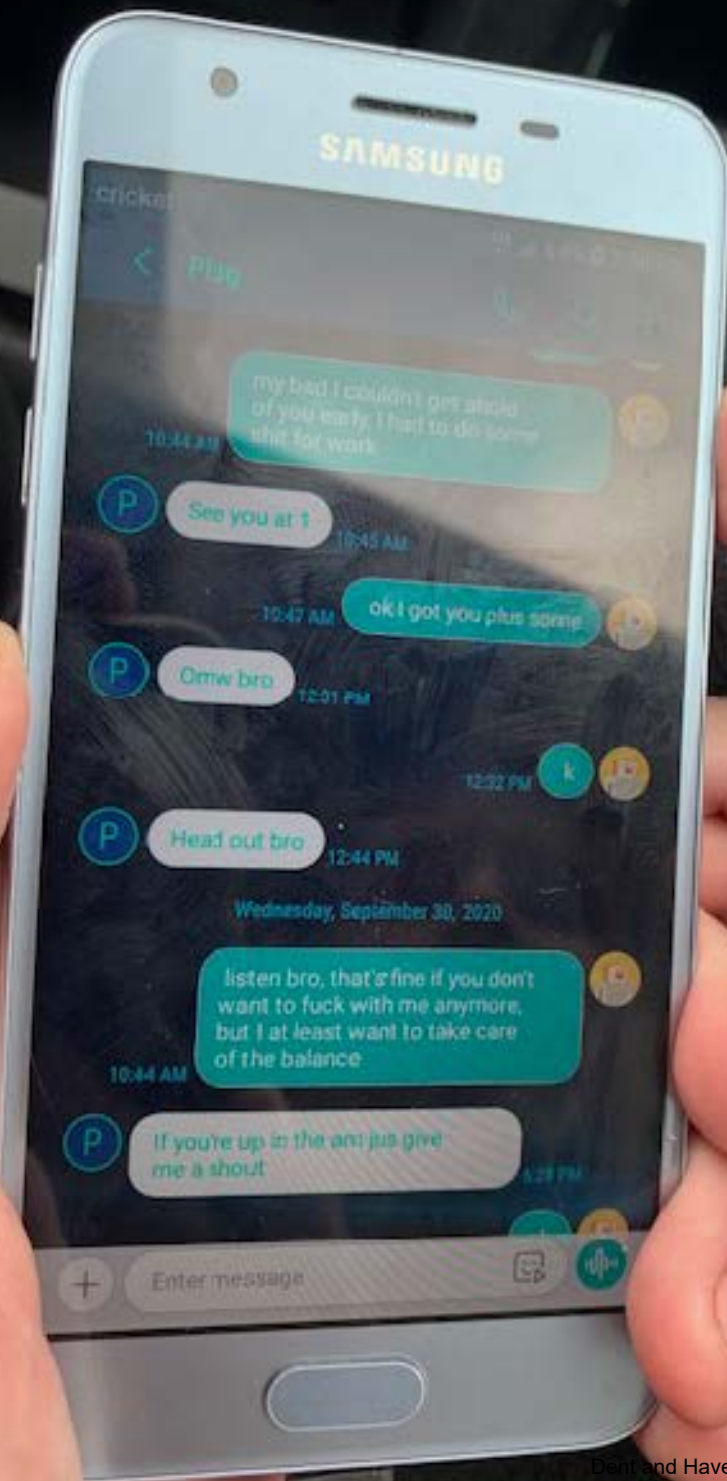 SAMSUNG
cricket
Plug
my bad I couldn't get ahold
of you early, I had to do some
shit for work
10:44 AM
P
See you at 1
10:45 AM
10:47 AM
ok I got you plus some
P
Omw bro
12:31 PM
12:32 PM
k
P
Head out bro
12:44 PM
Wednesday, September 30, 2020
listen bro, that's fine if you don't
want to fuck with me anymore,
but I at least want to take care
of the balance
10:44 AM
P
If you're up in the am jus give
me a shout
PM
+
Enter message
Dent and Have